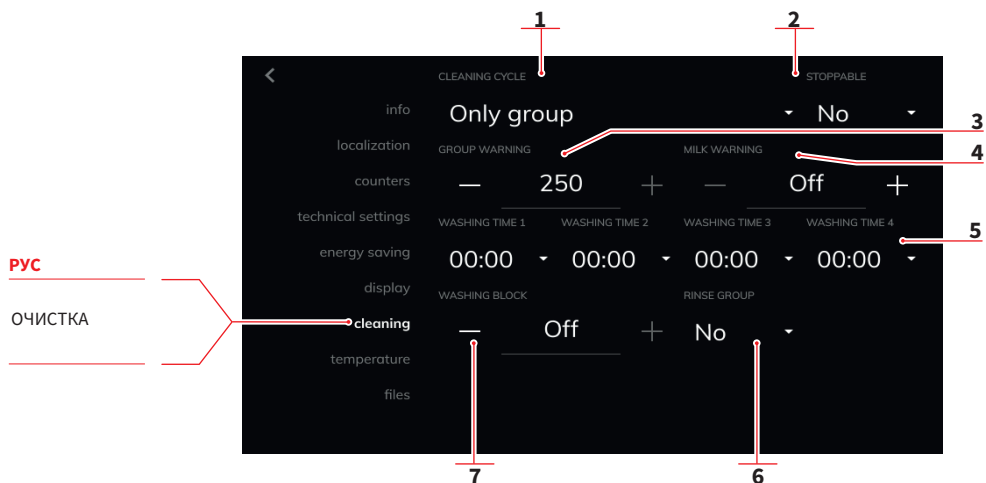 1 2
< CLEANING CYCLE STOPPABLE
info Only group No
3
localization GROUP WARNING MILK WARNING 4
counters — 250 + — Off +
technical settings WASHING TIME 1 WASHING TIME 2 WASHING TIME 3 WASHING TIME 4
5
energy saving 00:00 00:00 00:00 00:00
РУС
display WASHING BLOCK RINSE GROUP
ОЧИСТКА cleaning — Off + No
temperature
files
7 6